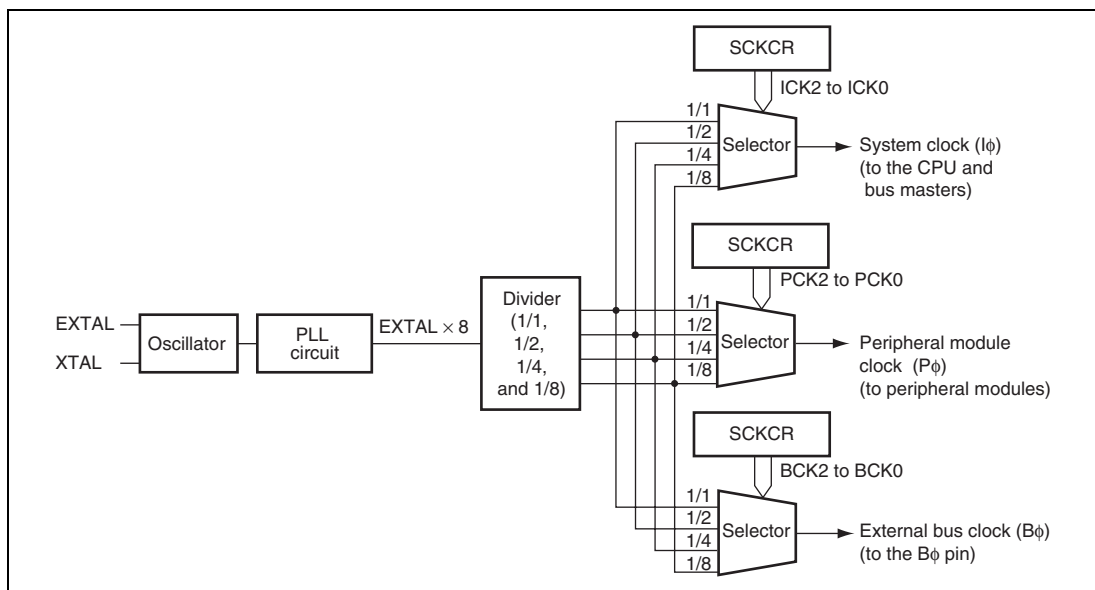 SCKCR
ICK2 to ICK0
1/1
1/2
1/4
1/8
Selector
System clock (Iϕ)
(to the CPU and
bus masters)
SCKCR
PCK2 to PCK0
EXTAL
XTAL
Oscillator
PLL
circuit
EXTAL × 8
Divider
(1/1,
1/2,
1/4,
and 1/8)
1/1
1/2
1/4
1/8
Selector
Peripheral module
clock (Pϕ)
(to peripheral modules)
SCKCR
BCK2 to BCK0
1/1
1/2
1/4
1/8
Selector
External bus clock (Bϕ)
(to the Bϕ pin)